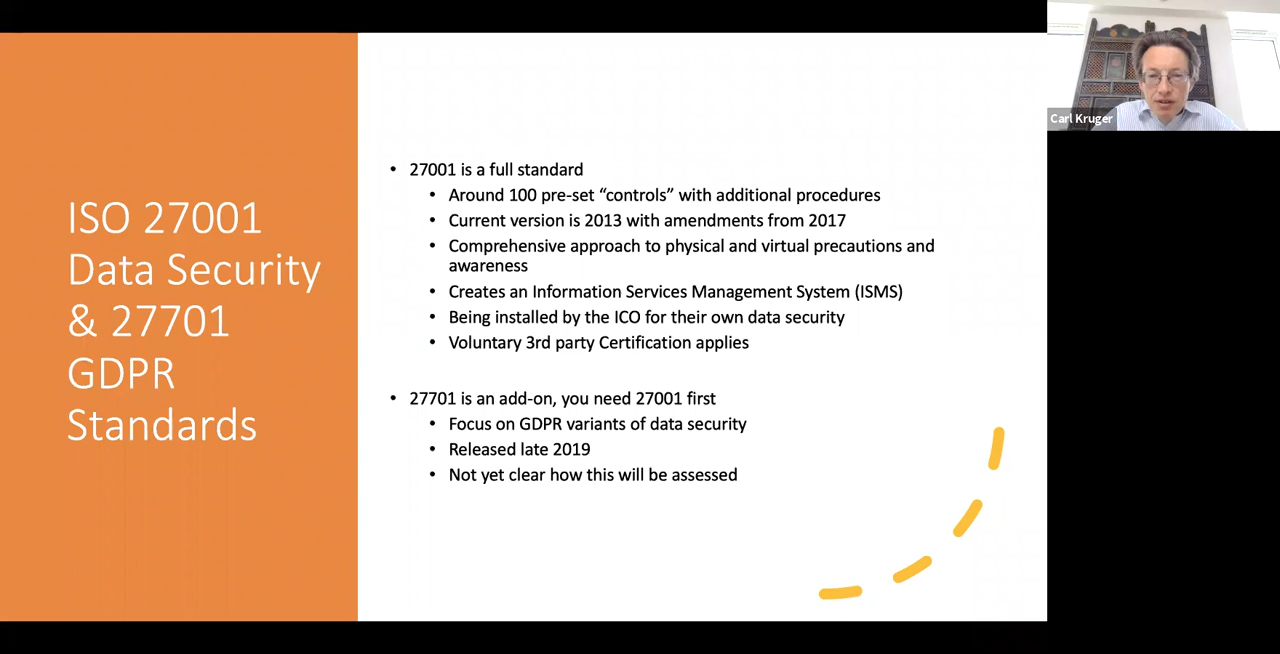 ISO 27001
Data Security
& 27701
GDPR
Standards
• 27001 is a full standard
• Around 100 pre-set “controls” with additional procedures
• Current version is 2013 with amendments from 2017
• Comprehensive approach to physical and virtual precautions and
awareness
• Creates an Information Services Management System (ISMS)
• Being installed by the ICO for their own data security
• Voluntary 3rd party Certification applies
• 27701 is an add-on, you need 27001 first
• Focus on GDPR variants of data security
• Released late 2019
• Not yet clear how this will be assessed
Carl Kruger